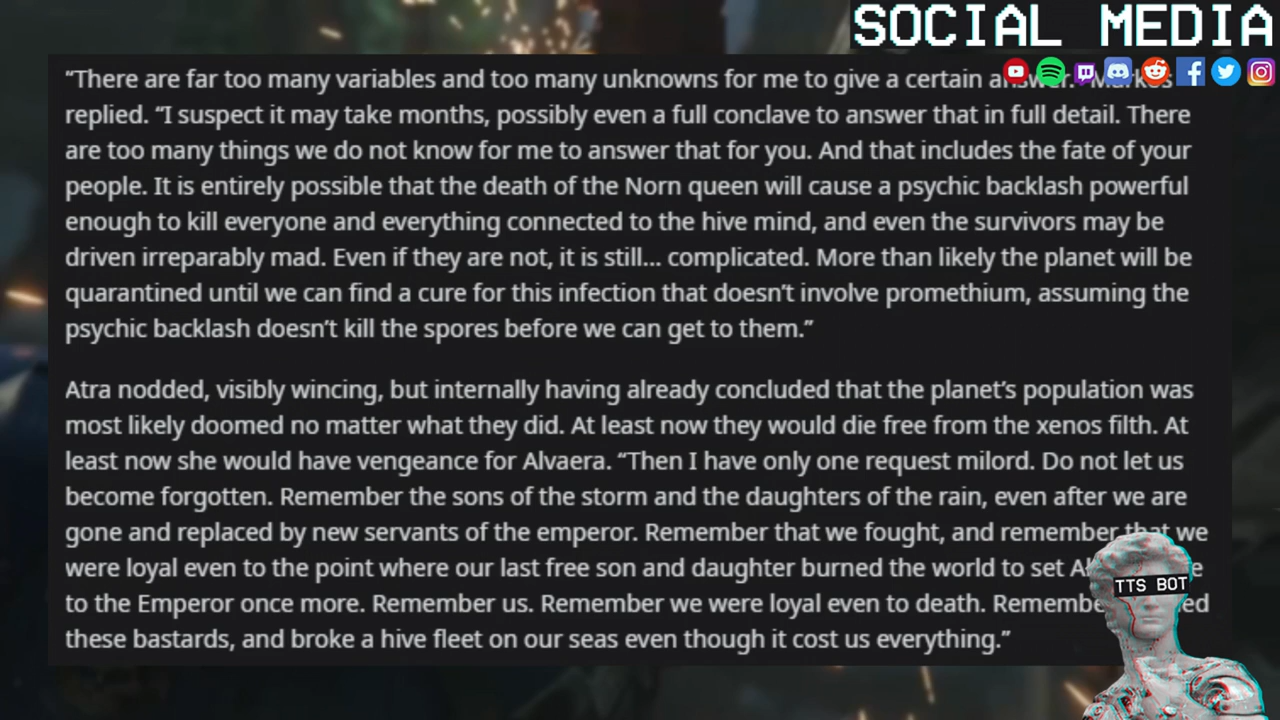 SOCIAL MEDIA
“There are far too many variables and too many unknowns for me to give a certain
replied. “I suspect it may take months, possibly even a full conclave to answer that in full detail. There
are too many things we do not know for me to answer that for you. And that includes the fate of your
people. It is entirely possible that the death of the Norn queen will cause a psychic backlash powerful
enough to kill everyone and everything connected to the hive mind, and even the survivors may be
driven irreparably mad. Even if they are not, it is still... complicated. More than likely the planet will be
quarantined until we can find a cure for this infection that doesn’t involve promethium, assuming the
psychic backlash doesn’t kill the spores before we can get to them.”
Atra nodded, visibly wincing, but internally having already concluded that the planet’s population was
most likely doomed no matter what they did. At least now they would die free from the xenos filth. At
least now she would have vengeance for Alvaera. “Then I have only one request milord. Do not let us
become forgotten. Remember the sons of the storm and the daughters of the rain, even after we are
gone and replaced by new servants of the emperor. Remember that we fought, and remember that we
were loyal even to the point where our last free son and daughter burned the world to set
to the Emperor once more. Remember us. Remember we were loyal even to death.
these bastards, and broke a hive fleet on our seas even though it cost us everything.”
TTS BOT